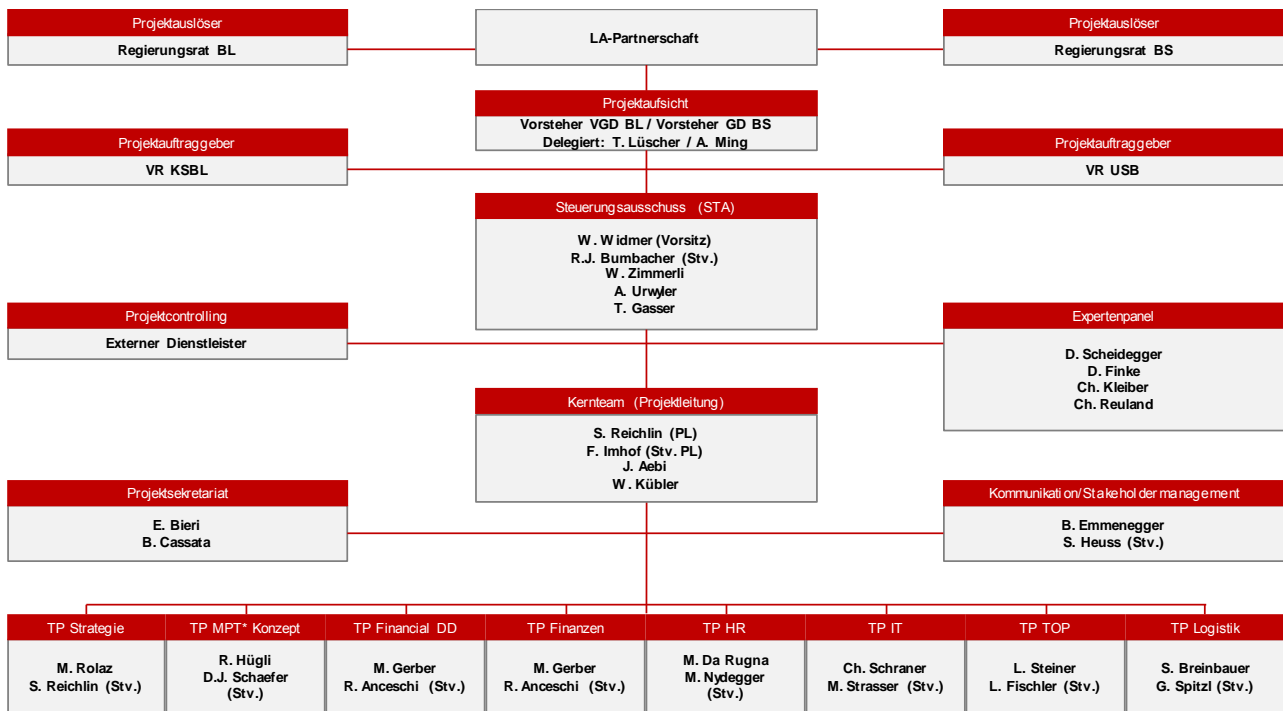 Projektauslöser
Regierungsrat BL
LA-Partnerschaft
Projektauslöser
Regierungsrat BS
Projektaufsicht
Vorsteher VGD BL / Vorsteher GD BS
Delegiert: T. Lüscher / A. Ming
Projektauftraggeber
VR KSBL
Projektauftraggeber
VR USB
Steuerungsausschuss (STA)
W. Widmer (Vorsitz)
R.J. Bumbacher (Stv.)
W. Zimmerli
A. Urwyler
T. Gasser
Projektcontrolling
Externer Dienstleister
Expertenpanel
D. Scheidegger
D. Finke
Ch. Kleiber
Ch. Reuland
Kernteam (Projektleitung)
S. Reichlin (PL)
F. Imhof (Stv. PL)
J. Aebi
W. Kübler
Projektsekretariat
E. Bieri
B. Cassata
Kommunikation/Stakeholdermanagement
B. Emmenegger
S. Heuss (Stv.)
TP Strategie
M. Rolaz
S. Reichlin (Stv.)
TP MPT* Konzept
R. Hügli
D.J. Schaefer
(Stv.)
TP Financial DD
M. Gerber
R. Anceschi (Stv.)
TP Finanzen
M. Gerber
R. Anceschi (Stv.)
TP HR
M. Da Rugna
M. Nydegger
(Stv.)
TP IT
Ch. Schraner
M. Strasser (Stv.)
TP TOP
L. Steiner
L. Fischler (Stv.)
TP Logistik
S. Breinbauer
G. Spitzl (Stv.)